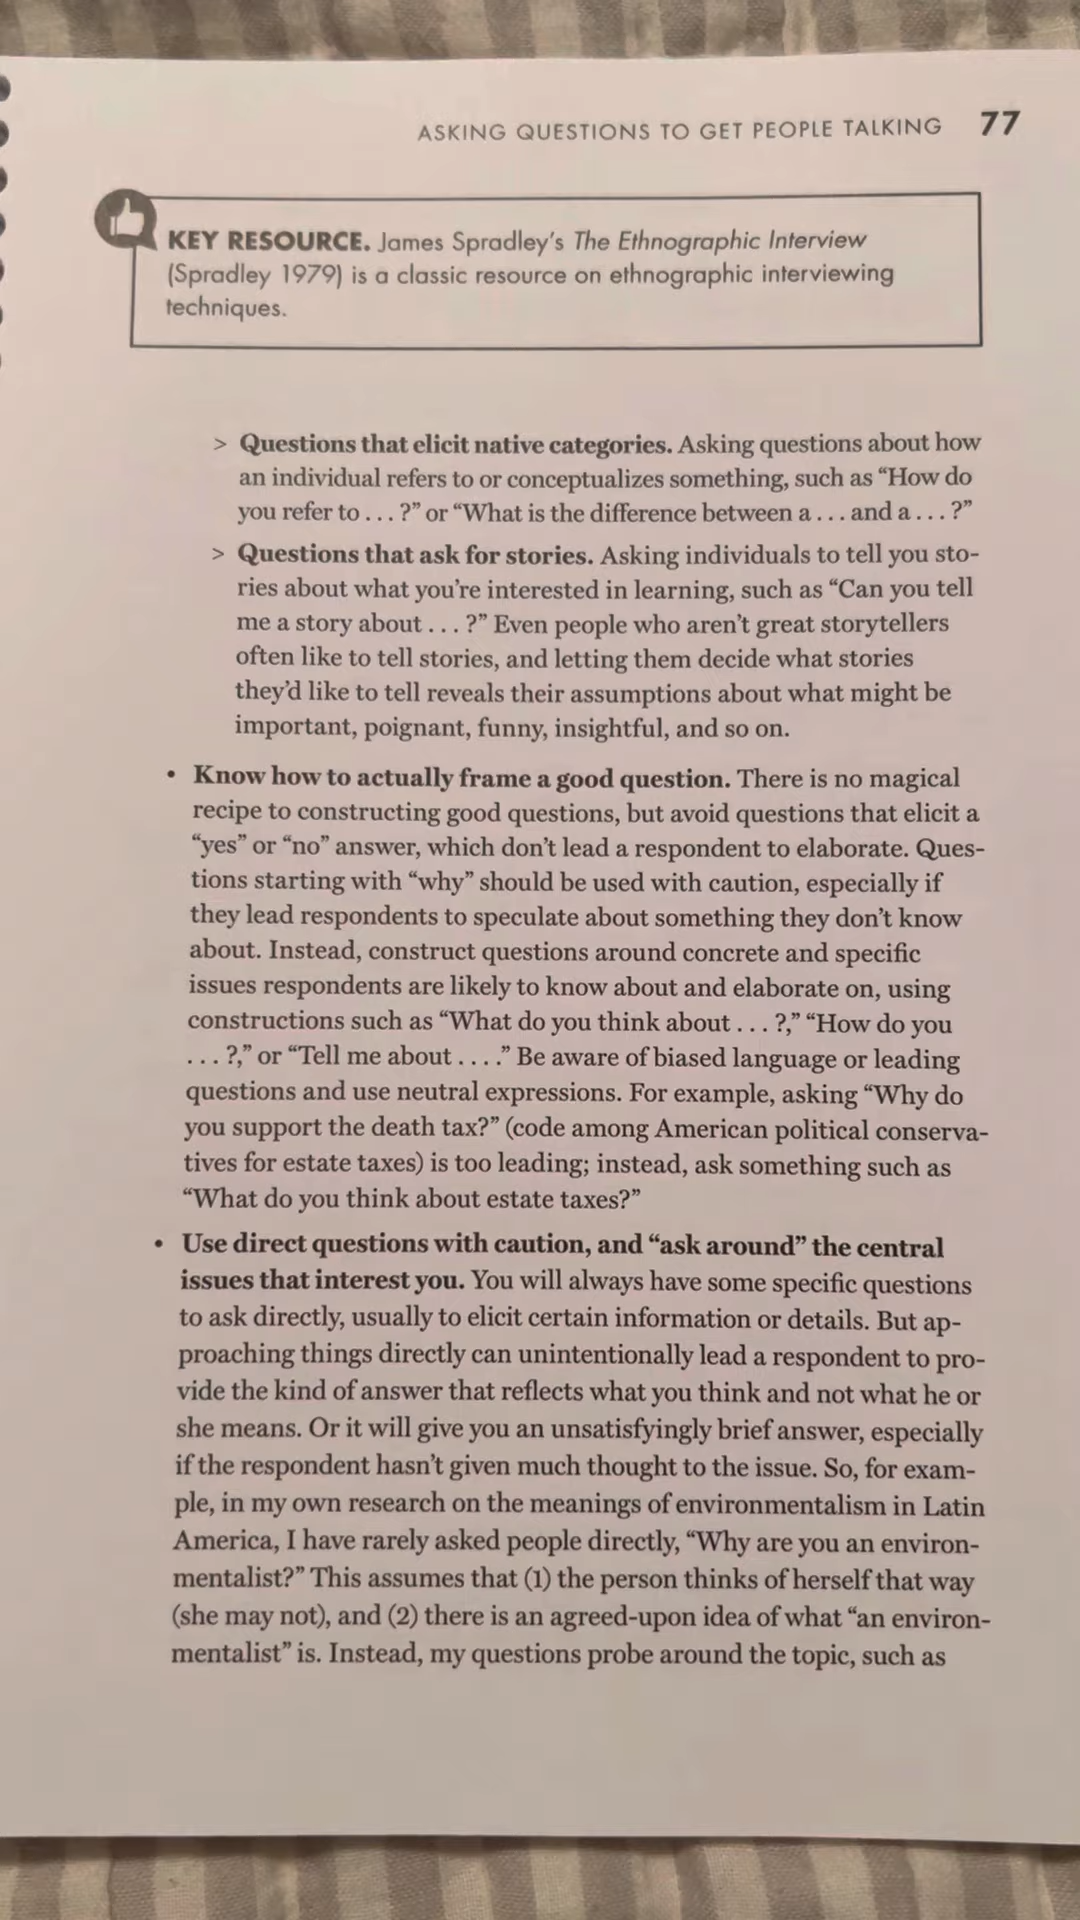 ASKING QUESTIONS TO GET PEOPLE TALKING 77
KEY RESOURCE. James Spradley's The Ethnographic Interview
(Spradley 1979) is a classic resource on ethnographic interviewing
techniques.
> Questions that elicit native categories. Asking questions about how
an individual refers to or conceptualizes something, such as “How do
you refer to . . . ?” or “What is the difference between a . . . and a . . . ?”
> Questions that ask for stories. Asking individuals to tell you sto-
ries about what you’re interested in learning, such as “Can you tell
me a story about . . . ?” Even people who aren’t great storytellers
often like to tell stories, and letting them decide what stories
they’d like to tell reveals their assumptions about what might be
important, poignant, funny, insightful, and so on.
• Know how to actually frame a good question. There is no magical
recipe to constructing good questions, but avoid questions that elicit a
“yes” or “no” answer, which don’t lead a respondent to elaborate. Ques-
tions starting with “why” should be used with caution, especially if
they lead respondents to speculate about something they don’t know
about. Instead, construct questions around concrete and specific
issues respondents are likely to know about and elaborate on, using
constructions such as “What do you think about . . . ?,” “How do you
. . . ?,” or “Tell me about . . . .” Be aware of biased language or leading
questions and use neutral expressions. For example, asking “Why do
you support the death tax?” (code among American political conserva-
tives for estate taxes) is too leading; instead, ask something such as
“What do you think about estate taxes?”
• Use direct questions with caution, and “ask around” the central
issues that interest you. You will always have some specific questions
to ask directly, usually to elicit certain information or details. But ap-
proaching things directly can unintentionally lead a respondent to pro-
vide the kind of answer that reflects what you think and not what he or
she means. Or it will give you an unsatisfyingly brief answer, especially
if the respondent hasn’t given much thought to the issue. So, for exam-
ple, in my own research on the meanings of environmentalism in Latin
America, I have rarely asked people directly, “Why are you an environ-
mentalist?” This assumes that (1) the person thinks of herself that way
(she may not), and (2) there is an agreed-upon idea of what “an environ-
mentalist” is. Instead, my questions probe around the topic, such as